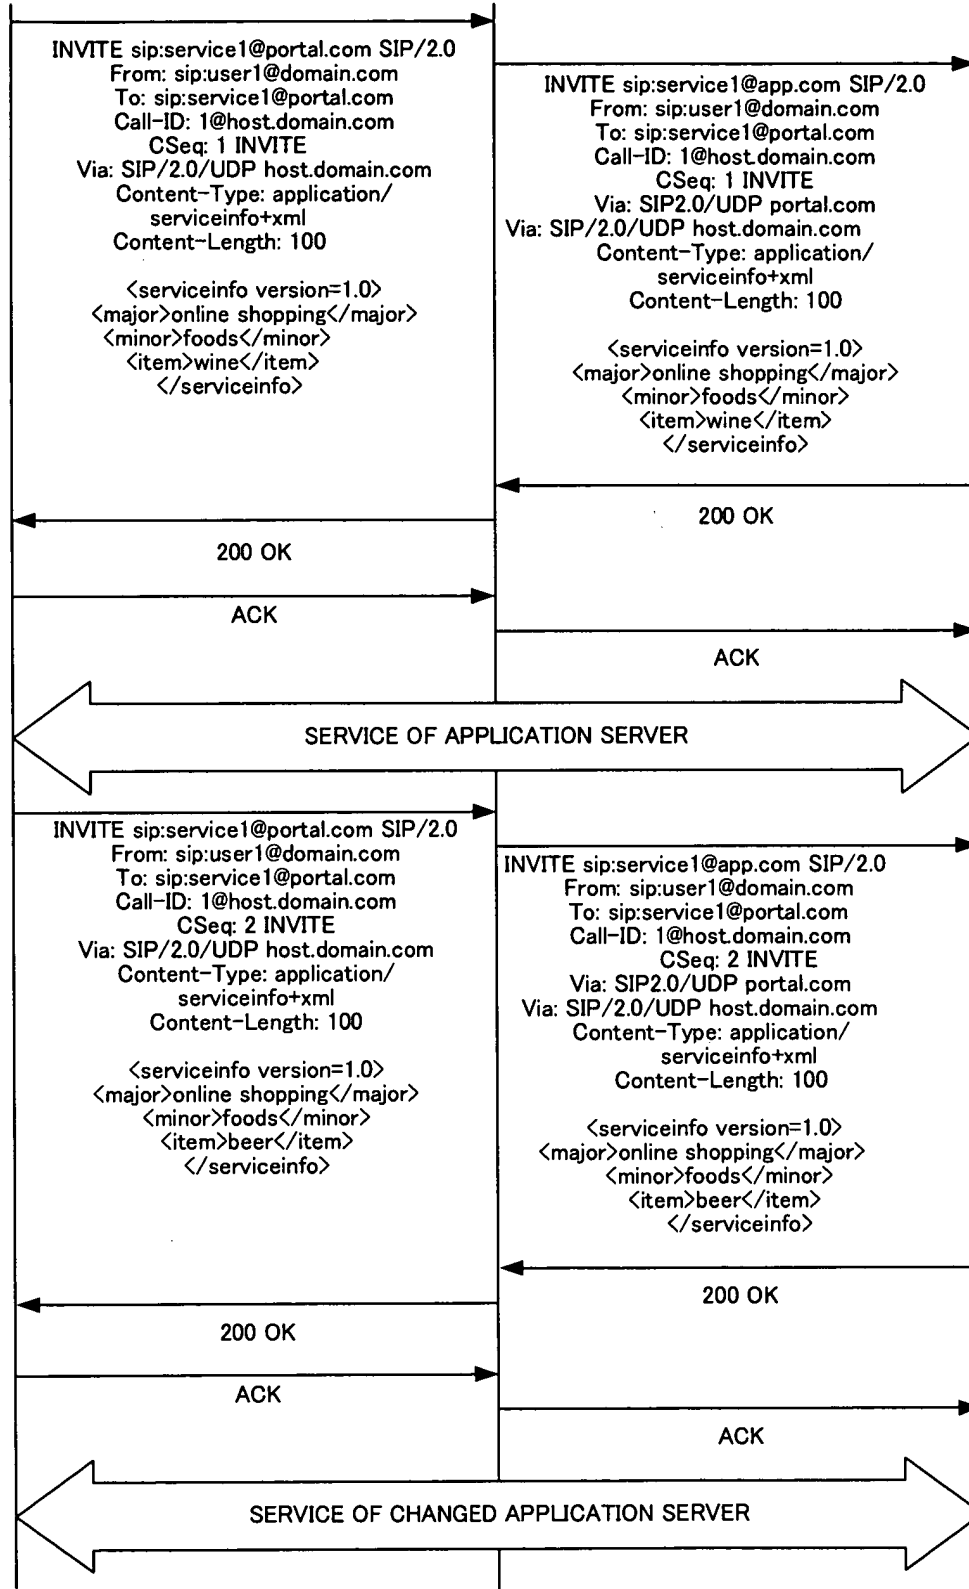 INVITE sip:service1@portal.com SIP/2.0
From: sip:user1@domain.com
To: sip:service1@portal.com
Call-ID: 1@host.domain.com
CSeq: 1 INVITE
Via: SIP/2.0/UDP host.domain.com
Content-Type: application/
serviceinfo+xml
Content-Length: 100
<serviceinfo version=1.0>
<major>online shopping</major>
<minor>foods</minor>
<item>wine</item>
</serviceinfo>
INVITE sip:service1@app.com SIP/2.0
From: sip:user1@domain.com
To: sip:service1@portal.com
Call-ID: 1@host.domain.com
CSeq: 1 INVITE
Via: SIP2.0/UDP portal.com
Via: SIP/2.0/UDP host.domain.com
Content-Type: application/
serviceinfo+xml
Content-Length: 100
<serviceinfo version=1.0>
<major>online shopping</major>
<minor>foods</minor>
<item>wine</item>
</serviceinfo>
200 OK
200 OK
ACK
ACK
SERVICE OF APPLICATION SERVER
INVITE sip:service1@portal.com SIP/2.0
From: sip:user1@domain.com
To: sip:service1@portal.com
Call-ID: 1@host.domain.com
CSeq: 2 INVITE
Via: SIP/2.0/UDP host.domain.com
Content-Type: application/
serviceinfo+xml
Content-Length: 100
<serviceinfo version=1.0>
<major>online shopping</major>
<minor>foods</minor>
<item>beer</item>
</serviceinfo>
INVITE sip:service1@app.com SIP/2.0
From: sip:user1@domain.com
To: sip:service1@portal.com
Call-ID: 1@host.domain.com
CSeq: 2 INVITE
Via: SIP2.0/UDP portal.com
Via: SIP/2.0/UDP host.domain.com
Content-Type: application/
serviceinfo+xml
Content-Length: 100
<serviceinfo version=1.0>
<major>online shopping</major>
<minor>foods</minor>
<item>beer</item>
</serviceinfo>
200 OK
200 OK
ACK
ACK
SERVICE OF CHANGED APPLICATION SERVER